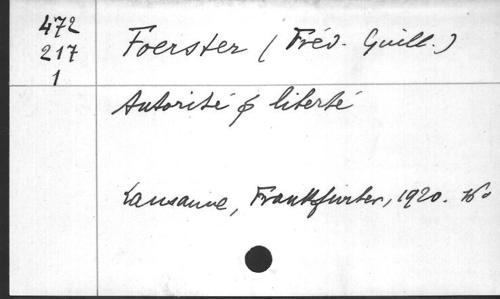 472
217
1
Foerster (Fréd. Guill.)
Autorité & liberté
Lausanne, Frankfurter, 1920. 16°